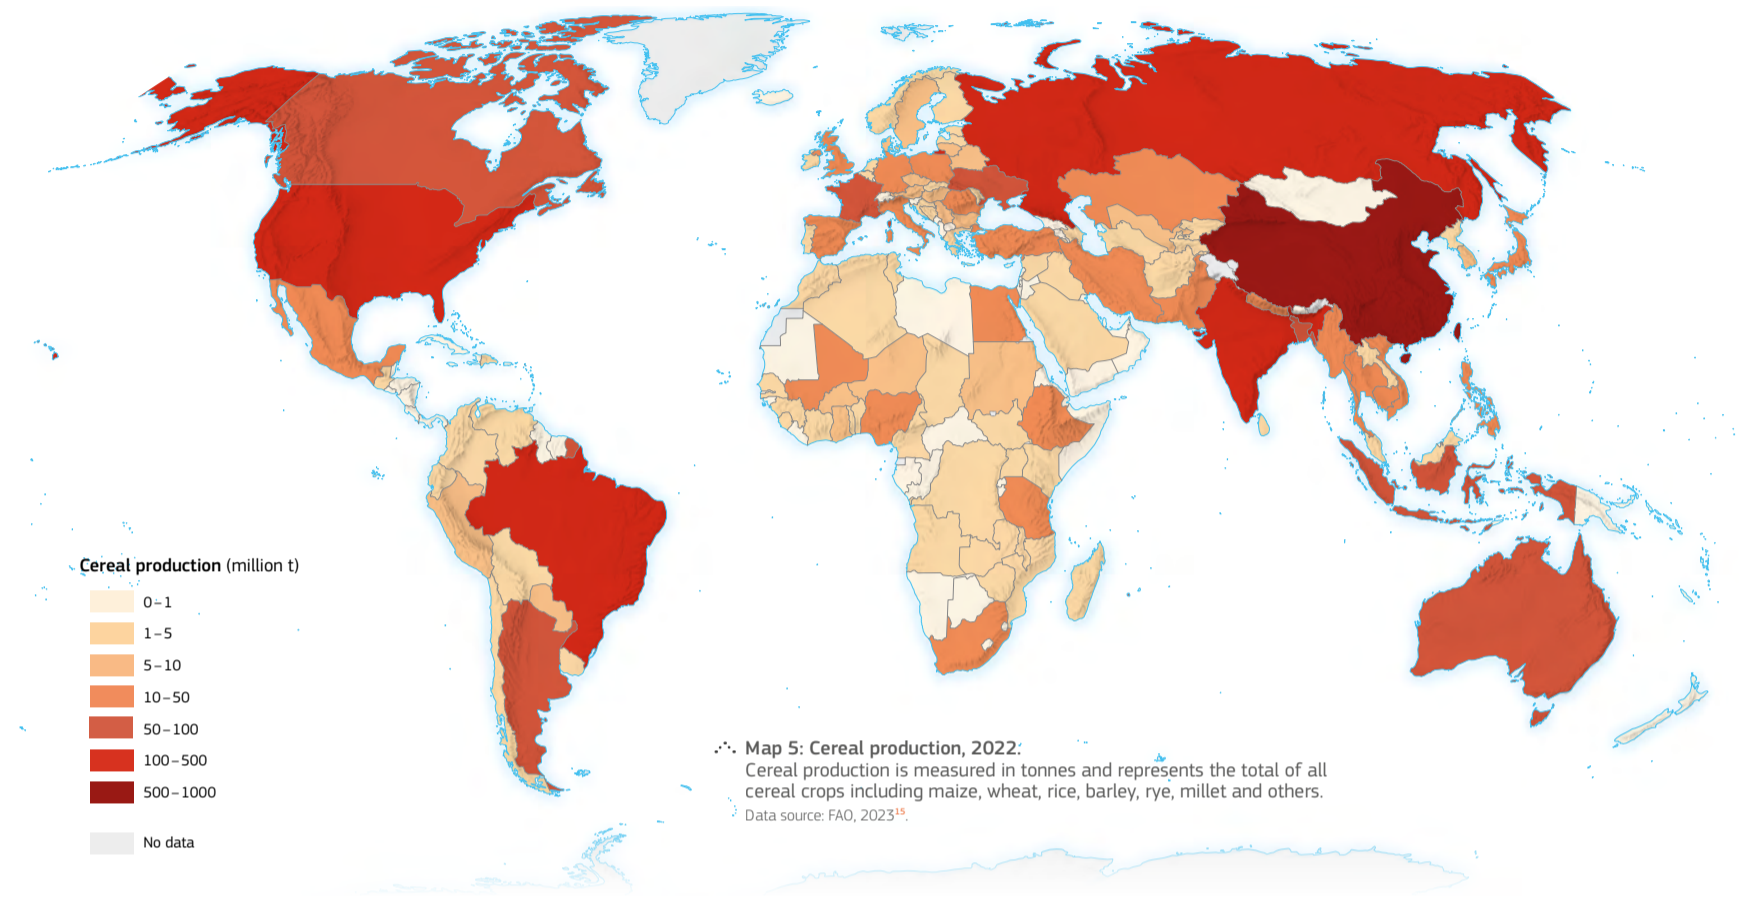 Cereal production (million t)
0–1
1–5
5–10
10–50
50–100
100–500
500–1000
No data
Map 5: Cereal production, 2022.
Cereal production is measured in tonnes and represents the total of all
cereal crops including maize, wheat, rice, barley, rye, millet and others.
Data source: FAO, 2023¹⁵.